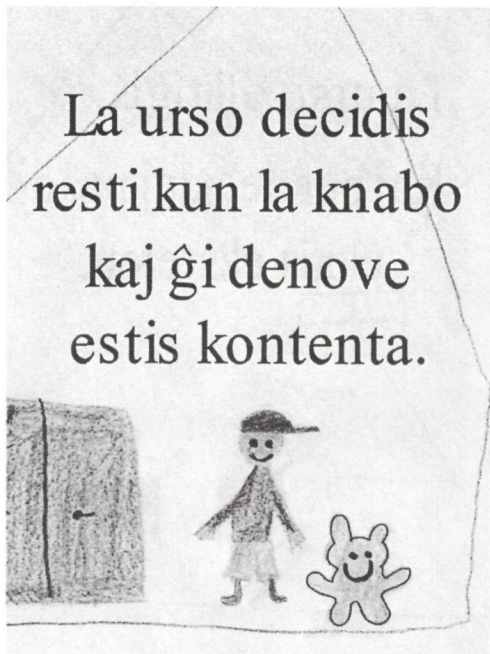 La urso decidis
resti kun la knabo
kaj ĝi denove
estis kontenta.